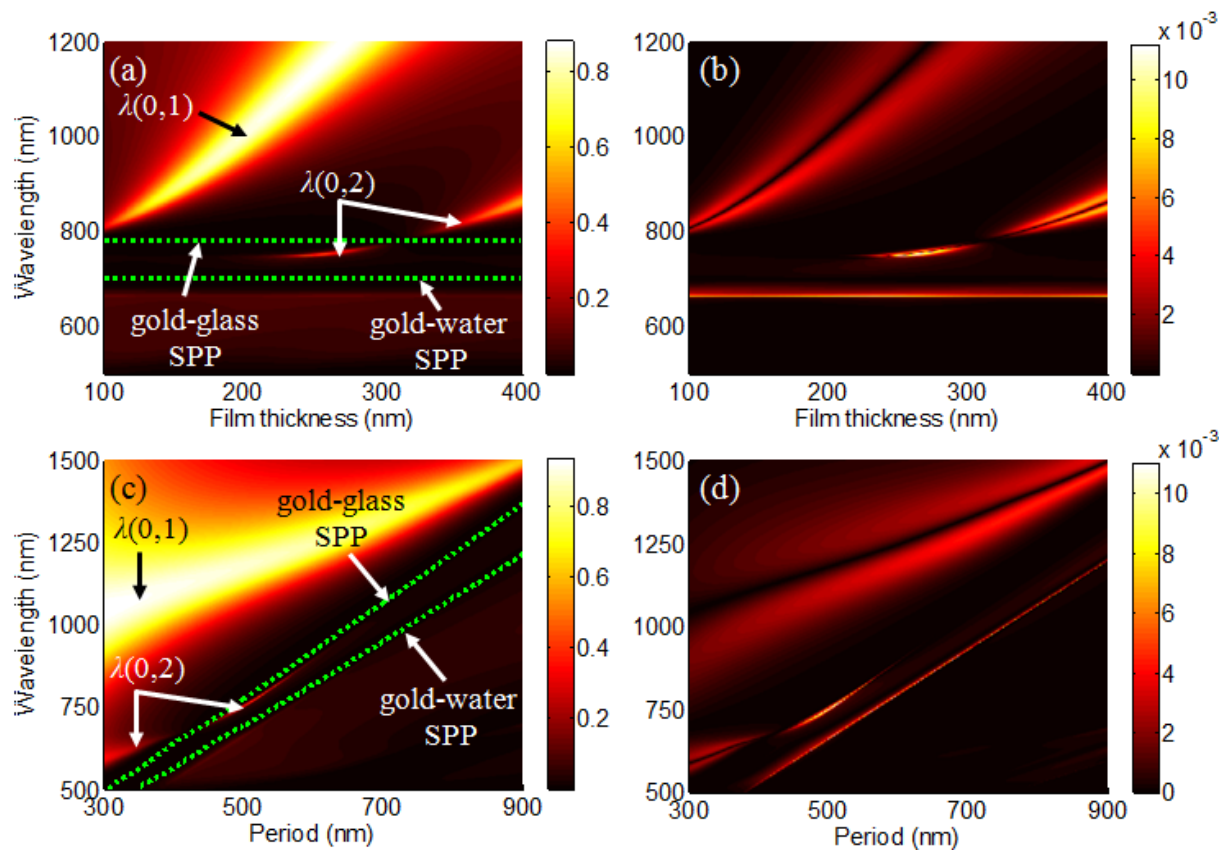 (a)
λ(0,1)
λ(0,2)
gold-glass
SPP
gold-water
SPP
1200
1000
800
600
Wavelength (nm)
100
200
300
400
Film thickness (nm)
0.8
0.6
0.4
0.2
(b)
1200
1000
800
600
100
200
300
400
Film thickness (nm)
x 10⁻³
10
8
6
4
2
(c)
λ(0,1)
gold-glass
SPP
λ(0,2)
gold-water
SPP
1500
1250
1000
750
500
Wavelength (nm)
300
500
700
900
Period (nm)
0.8
0.6
0.4
0.2
(d)
1500
1250
1000
750
500
300
500
700
900
Period (nm)
x 10⁻³
10
8
6
4
2
0